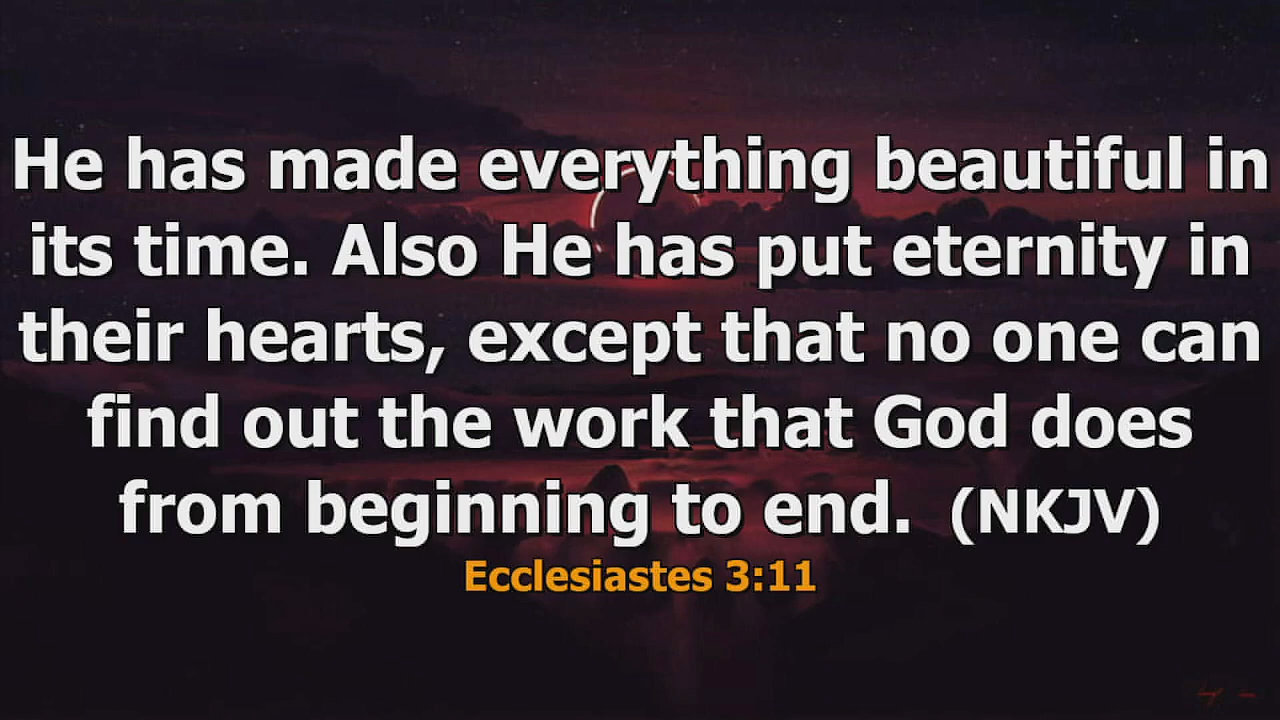 He has made everything beautiful in
its time. Also He has put eternity in
their hearts, except that no one can
find out the work that God does
from beginning to end.  (NKJV)
Ecclesiastes 3:11